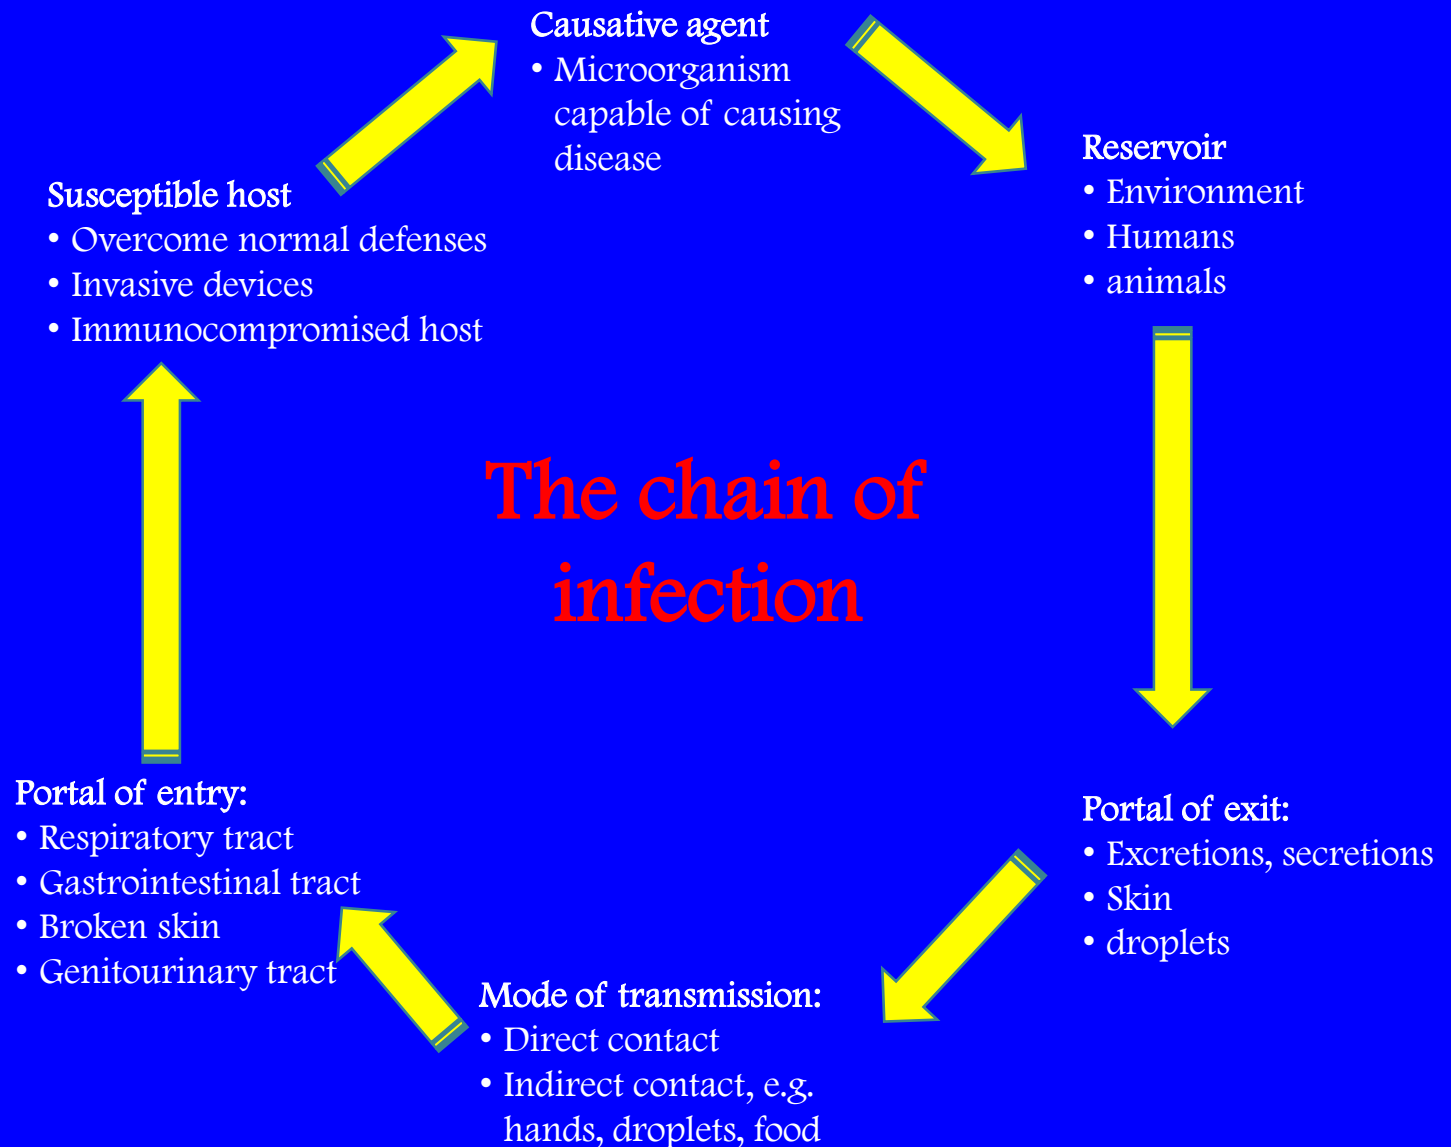 Causative agent
• Microorganism
capable of causing
disease
Reservoir
• Environment
• Humans
• animals
Portal of exit:
• Excretions, secretions
• Skin
• droplets
Mode of transmission:
• Direct contact
• Indirect contact, e.g.
hands, droplets, food
Portal of entry:
• Respiratory tract
• Gastrointestinal tract
• Broken skin
• Genitourinary tract
Susceptible host
• Overcome normal defenses
• Invasive devices
• Immunocompromised host
The chain of
infection